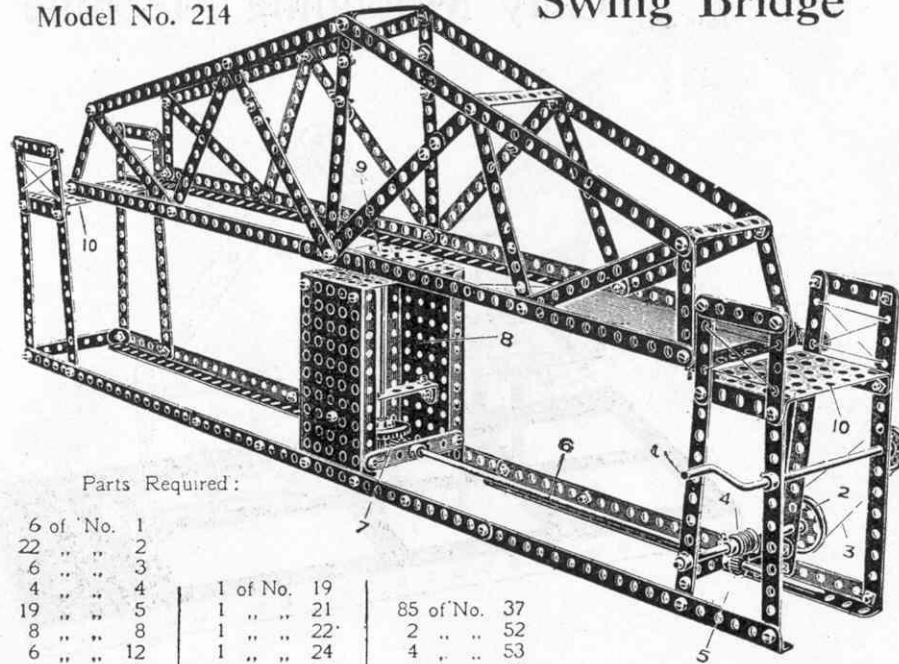 Model No. 214
Swing Bridge
9
10
8
10
1
6
4
2
7
3
5
Parts Required:
6 of No. 1
22 „ „ 2
6 „ „ 3
4 „ „ 4
19 „ „ 5
8 „ „ 8
6 „ „ 12
1 of No. 19
1 „ „ 21
1 „ „ 22
1 „ „ 24
85 of No. 37
2 „ „ 52
4 „ „ 53